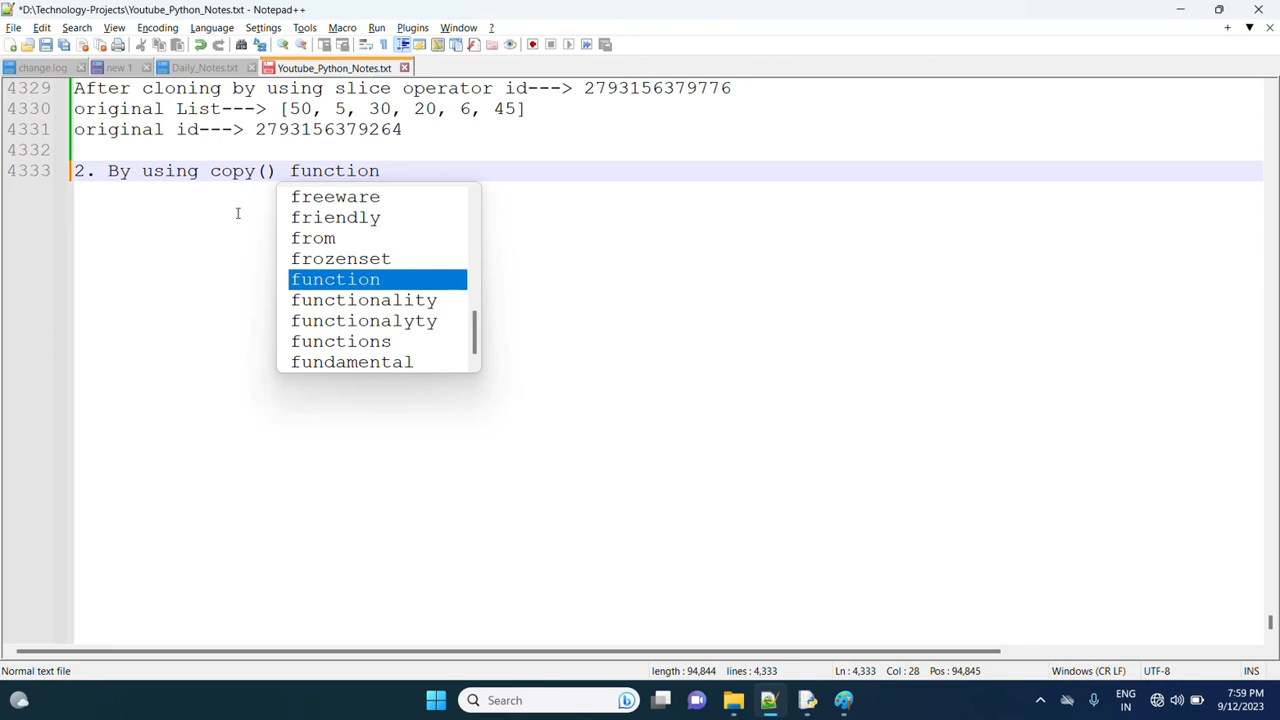 *D:\Technology-Projects\Youtube_Python_Notes.txt - Notepad++
File Edit Search View Encoding Language Settings Tools Macro Run Plugins Window ?
change.log new 1 Daily_Notes.txt Youtube_Python_Notes.txt
4329 After cloning by using slice operator id---> 2793156379776
4330 original List---> [50, 5, 30, 20, 6, 45]
4331 original id---> 2793156379264
4332
4333 2. By using copy() function
freeware
friendly
from
frozenset
function
functionality
functionalyty
functions
fundamental
Normal text file length : 94,844 lines : 4,333 Ln : 4,333 Col : 28 Pos : 94,845 Windows (CR LF) UTF-8 INS
Search ENG IN 7:59 PM 9/12/2023